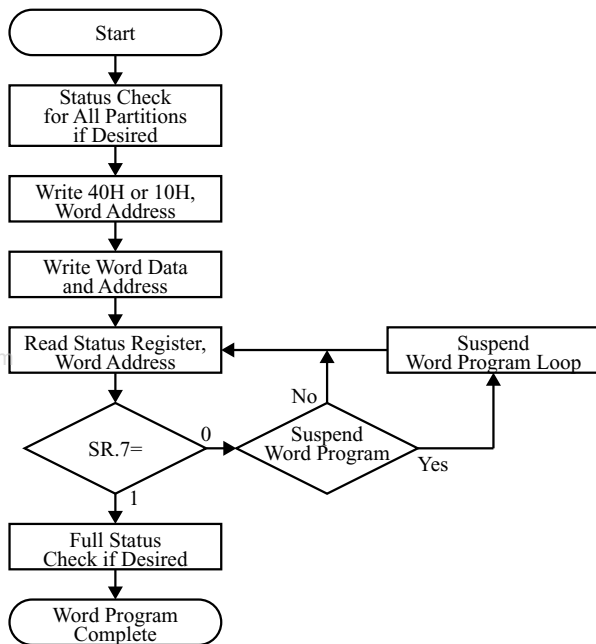 Start
Status Check
for All Partitions
if Desired
Write 40H or 10H,
Word Address
Write Word Data
and Address
Read Status Register,
Word Address
Suspend
Word Program Loop
No
SR.7=
0
Suspend
Word Program
Yes
1
Full Status
Check if Desired
Word Program
Complete